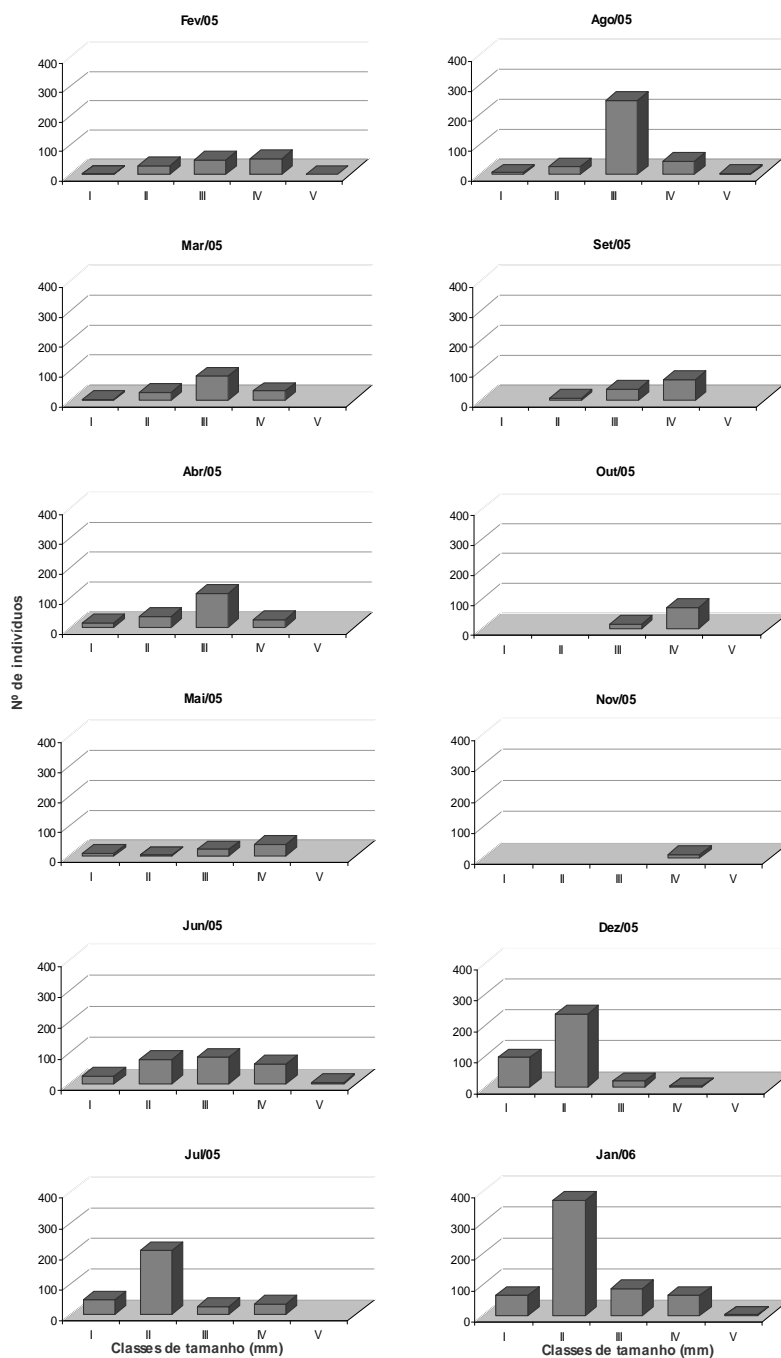 Fev/05
400
300
200
100
0
I II III IV V
Mar/05
400
300
200
100
0
I II III IV V
Abr/05
400
300
200
100
0
I II III IV V
Mai/05
400
300
200
100
0
I II III IV V
Jun/05
400
300
200
100
0
I II III IV V
Jul/05
400
300
200
100
0
I II III IV V
Classes de tamanho (mm)
Nº de indivíduos
Ago/05
400
300
200
100
0
I II III IV V
Set/05
400
300
200
100
0
I II III IV V
Out/05
400
300
200
100
0
I II III IV V
Nov/05
400
300
200
100
0
I II III IV V
Dez/05
400
300
200
100
0
I II III IV V
Jan/06
400
300
200
100
0
I II III IV V
Classes de tamanho (mm)